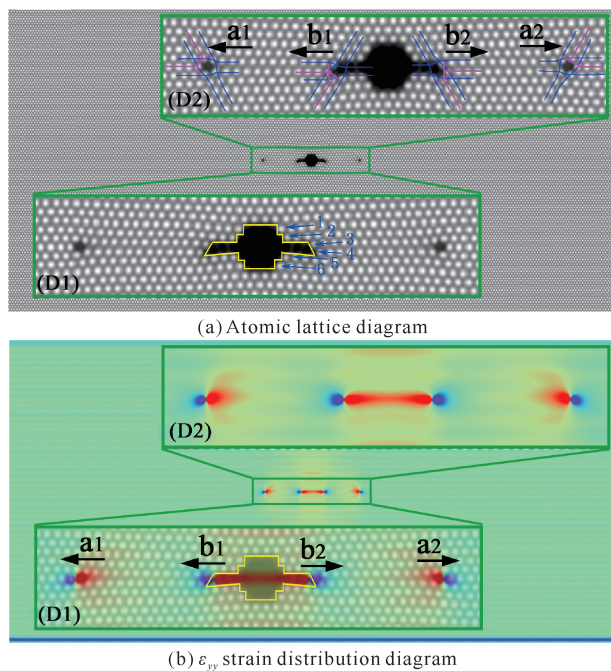 a1 b1 b2 a2
(D2)
1
2
3
4
5
6
(D1)
(a) Atomic lattice diagram
(D2)
a1 b1 b2 a2
(D1)
(b) εyy strain distribution diagram